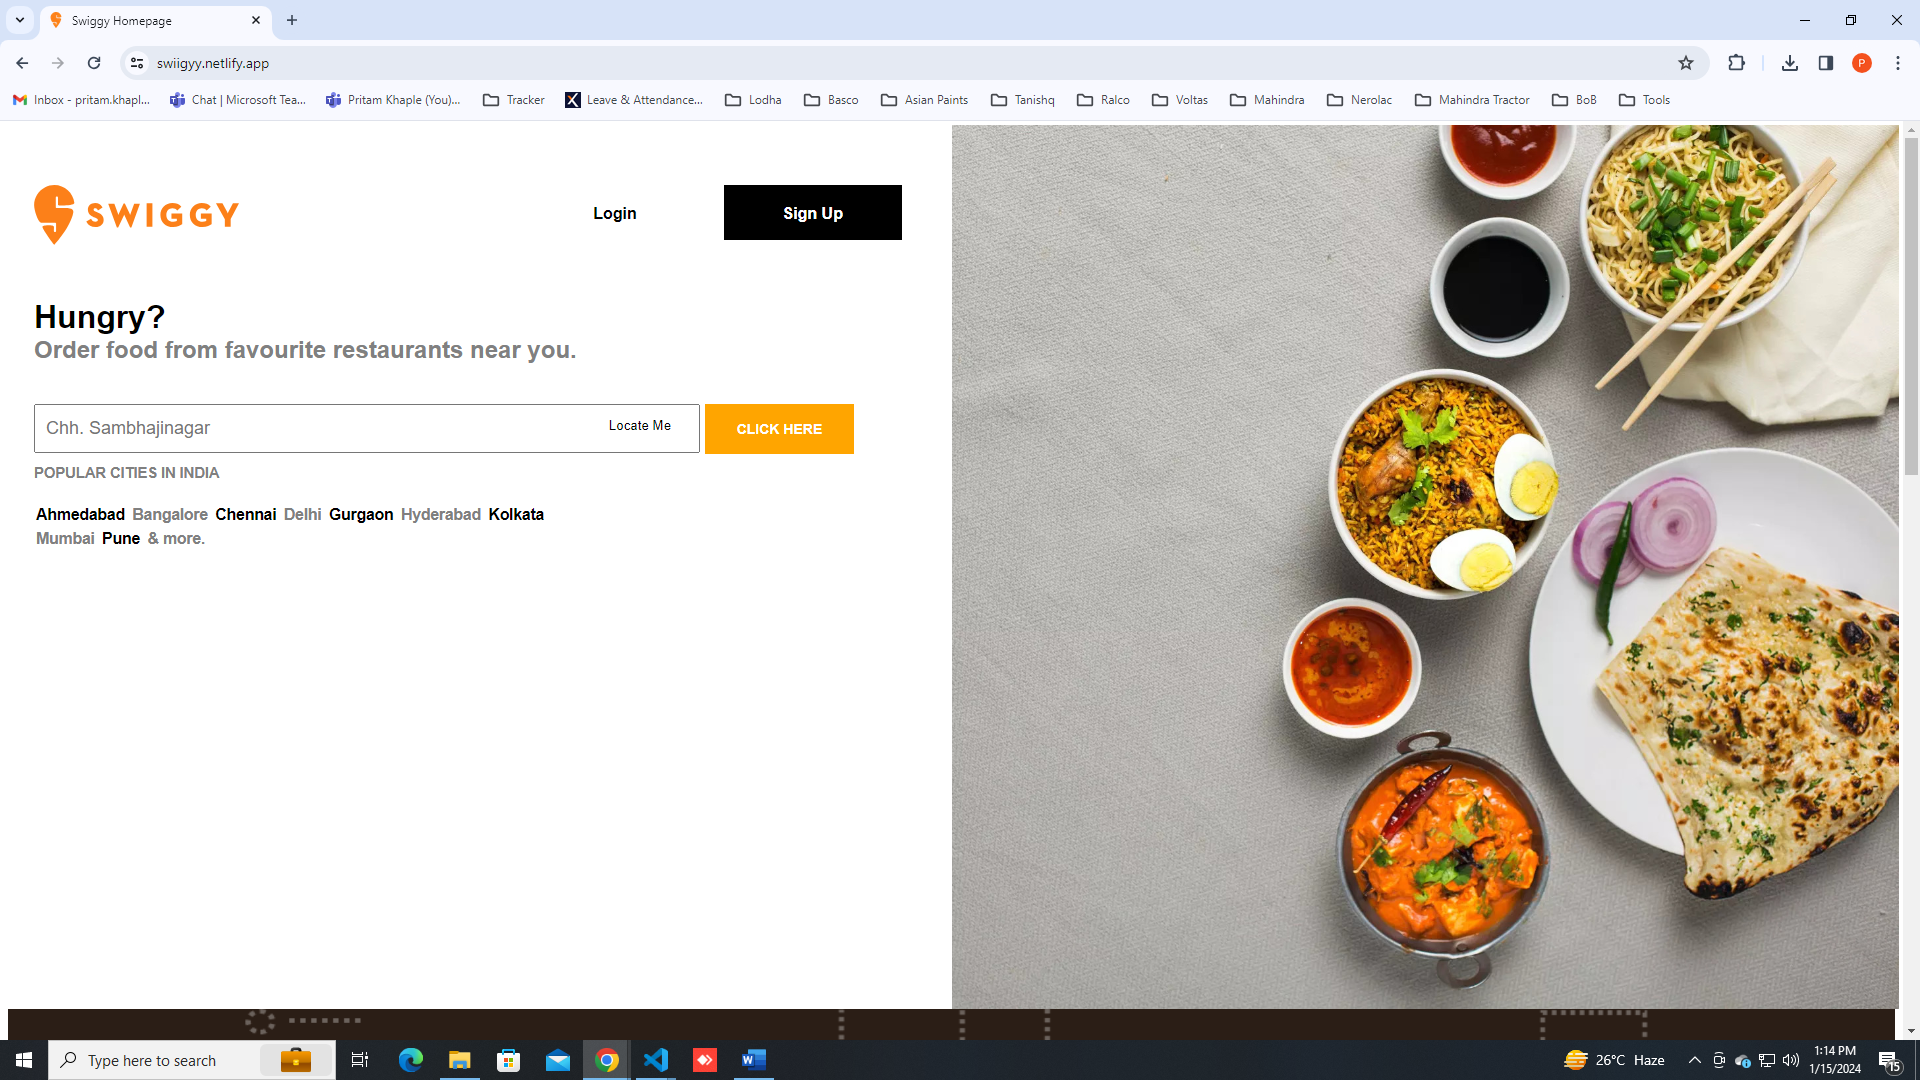 Swiggy Homepage
swiigyy.netlify.app
P
Inbox - pritam.khapl...
Chat | Microsoft Tea...
Pritam Khaple (You)...
Tracker
Leave & Attendance...
Lodha
Basco
Asian Paints
Tanishq
Ralco
Voltas
Mahindra
Nerolac
Mahindra Tractor
BoB
Tools
SWIGGY
Login
Sign Up
Hungry?
Order food from favourite restaurants near you.
Chh. Sambhajinagar
Locate Me
CLICK HERE
POPULAR CITIES IN INDIA
Ahmedabad Bangalore Chennai Delhi Gurgaon Hyderabad Kolkata
Mumbai Pune & more.
Type here to search
26°C Haze
1:14 PM
1/15/2024
15